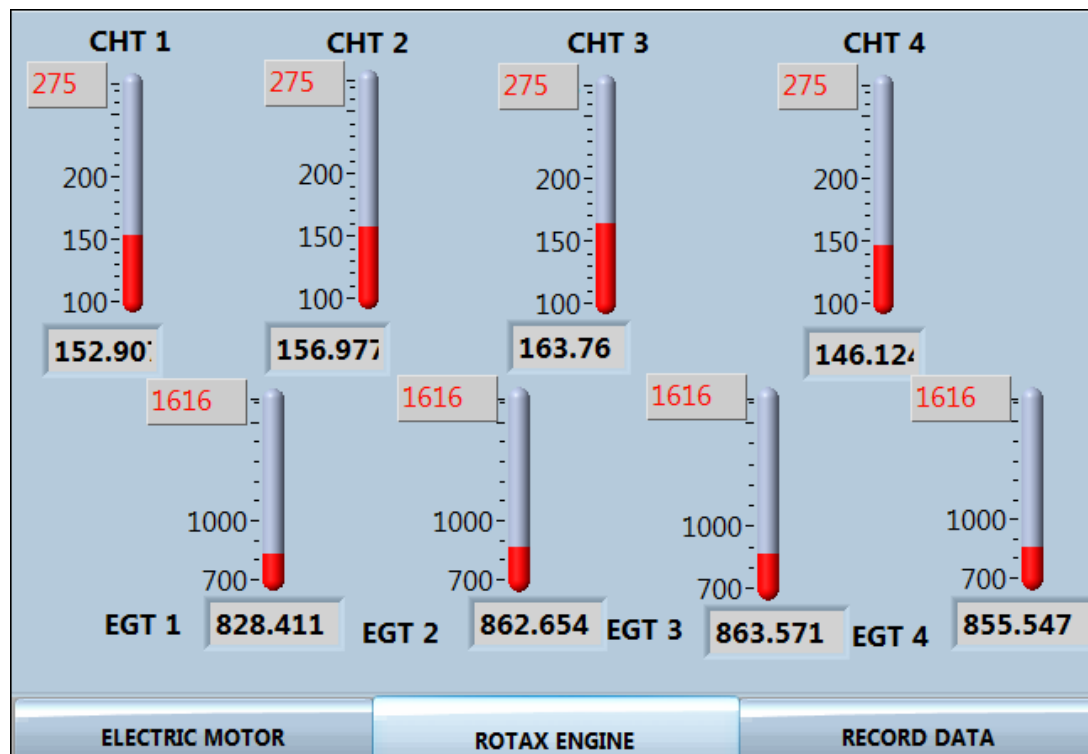 CHT 1 CHT 2 CHT 3 CHT 4
275 275 275 275
200 200 200 200
150 150 150 150
100 100 100 100
152.907 156.977 163.76 146.124
1616 1616 1616 1616
1000 1000 1000 1000
700 700 700 700
EGT 1 828.411 EGT 2 862.654 EGT 3 863.571 EGT 4 855.547
ELECTRIC MOTOR ROTAX ENGINE RECORD DATA